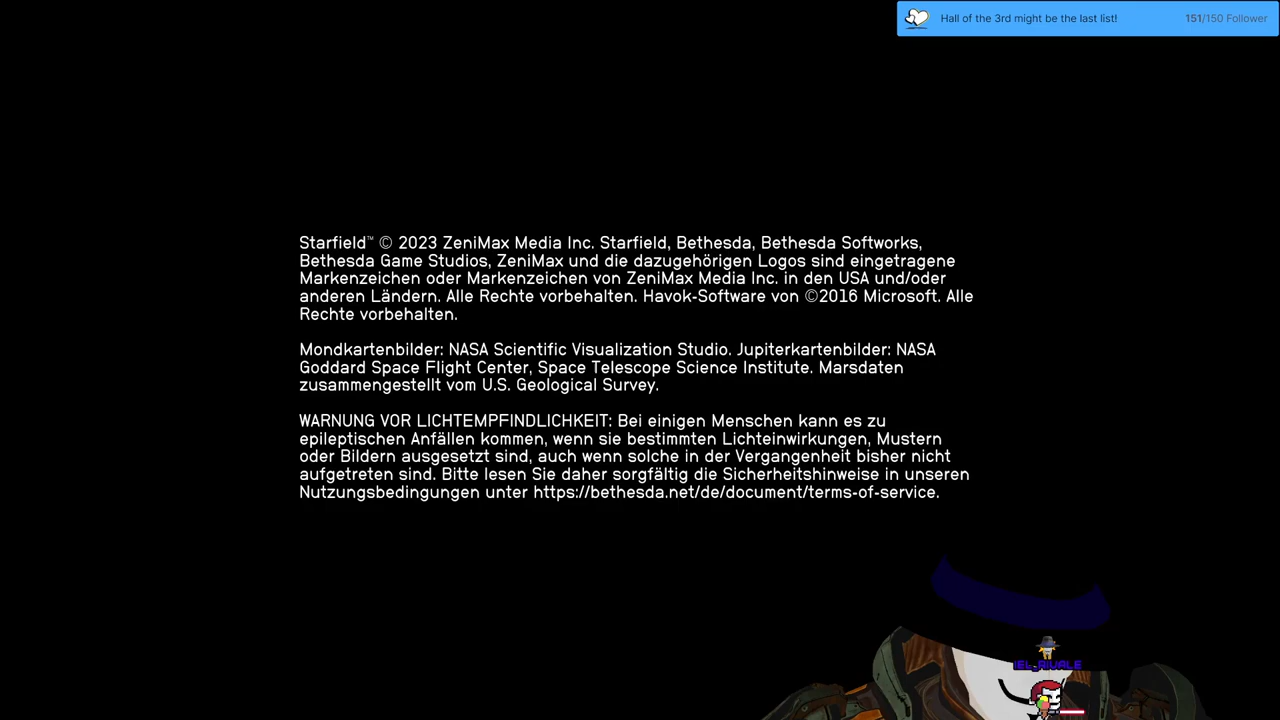 Hall of the 3rd might be the last list!
151/150 Follower
Starfield™ © 2023 ZeniMax Media Inc. Starfield, Bethesda, Bethesda Softworks,
Bethesda Game Studios, ZeniMax und die dazugehörigen Logos sind eingetragene
Markenzeichen oder Markenzeichen von ZeniMax Media Inc. in den USA und/oder
anderen Ländern. Alle Rechte vorbehalten. Havok-Software von ©2016 Microsoft. Alle
Rechte vorbehalten.
Mondkartenbilder: NASA Scientific Visualization Studio. Jupiterkartenbilder: NASA
Goddard Space Flight Center, Space Telescope Science Institute. Marsdaten
zusammengestellt vom U.S. Geological Survey.
WARNUNG VOR LICHTEMPFINDLICHKEIT: Bei einigen Menschen kann es zu
epileptischen Anfällen kommen, wenn sie bestimmten Lichteinwirkungen, Mustern
oder Bildern ausgesetzt sind, auch wenn solche in der Vergangenheit bisher nicht
aufgetreten sind. Bitte lesen Sie daher sorgfältig die Sicherheitshinweise in unseren
Nutzungsbedingungen unter https://bethesda.net/de/document/terms-of-service.